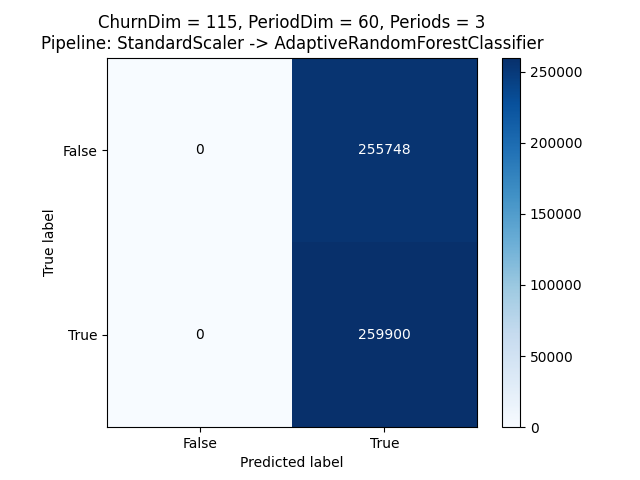 ChurnDim = 115, PeriodDim = 60, Periods = 3
Pipeline: StandardScaler -> AdaptiveRandomForestClassifier
True label
False
0
255748
True
0
259900
False
True
Predicted label
250000
200000
150000
100000
50000
0